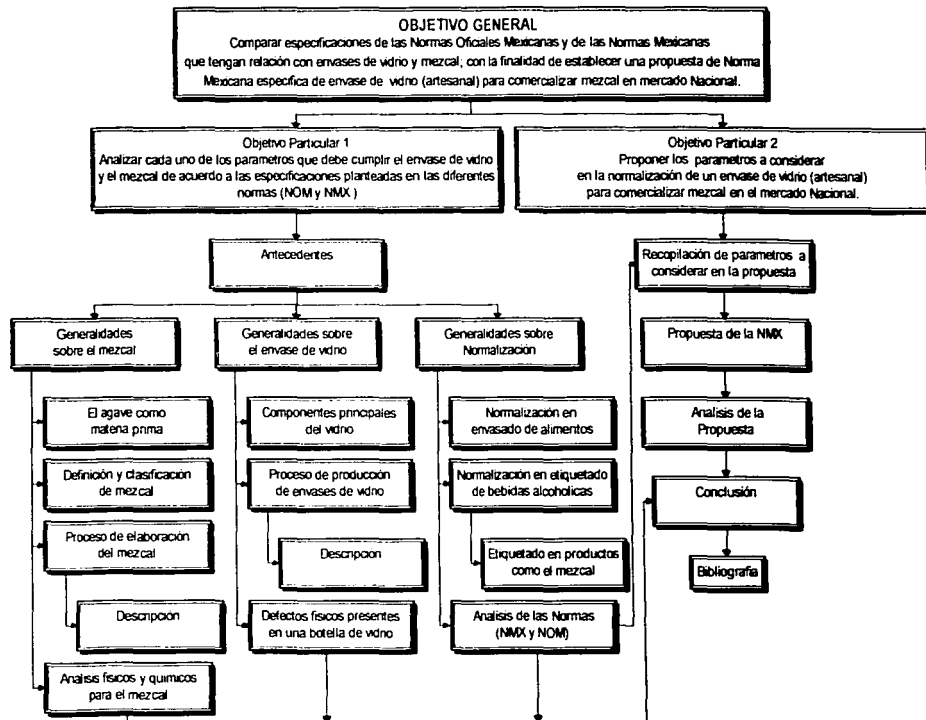 OBJETIVO GENERAL
Comparar especificaciones de las Normas Oficiales Mexicanas y de las Normas Mexicanas
que tengan relación con envases de vidrio y mezcal; con la finalidad de establecer una propuesta de Norma
Mexicana especifica de envase de vidrio (artesanal) para comercializar mezcal en mercado Nacional.
Objetivo Particular 1
Analizar cada uno de los parametros que debe cumplir el envase de vidrio
y el mezcal de acuerdo a las especificaciones planteadas en las diferentes
normas (NOM y NMX )
Objetivo Particular 2
Proponer los parametros a considerar
en la normalización de un envase de vidrio (artesanal)
para comercializar mezcal en el mercado Nacional.
Antecedentes
Generalidades
sobre el mezcal
El agave como
materia prima
Definición y clasificación
de mezcal
Proceso de elaboración
del mezcal
Descripción
Analisis fisicos y quimicos
para el mezcal
Generalidades sobre
el envase de vidrio
Componentes principales
del vidrio
Proceso de producción
de envases de vidrio
Descripción
Defectos fisicos presentes
en una botella de vidrio
Generalidades sobre
Normalización
Normalización en
envasado de alimentos
Normalización en etiquetado
de bebidas alcoholicas
Etiquetado en productos
como el mezcal
Analisis de las Normas
(NMX y NOM)
Recopilación de parametros a
considerar en la propuesta
Propuesta de la NMX
Analisis de la
Propuesta
Conclusión
Bibliografia